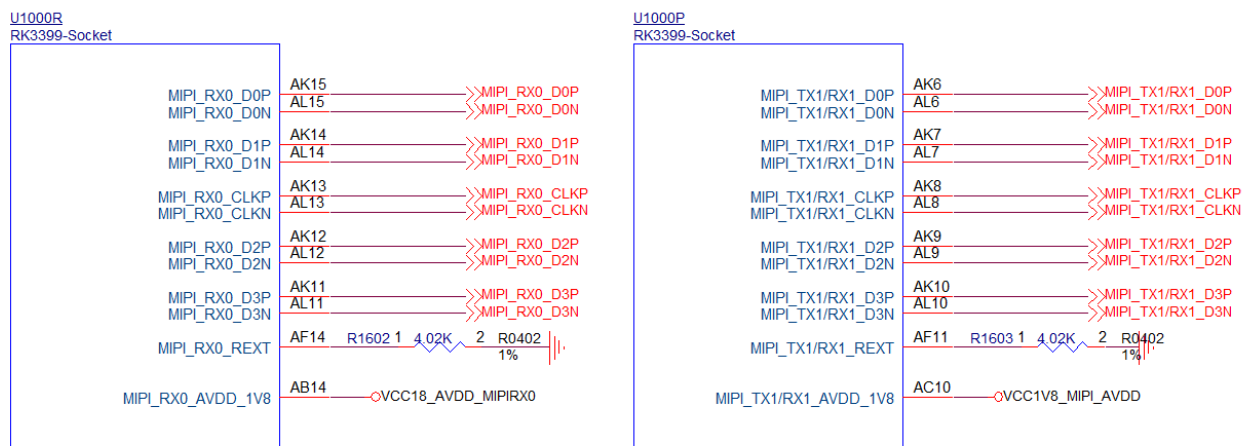 U1000R
RK3399-Socket
MIPI_RX0_D0P AK15 MIPI_RX0_D0P
MIPI_RX0_D0N AL15 MIPI_RX0_D0N
MIPI_RX0_D1P AK14 MIPI_RX0_D1P
MIPI_RX0_D1N AL14 MIPI_RX0_D1N
MIPI_RX0_CLKP AK13 MIPI_RX0_CLKP
MIPI_RX0_CLKN AL13 MIPI_RX0_CLKN
MIPI_RX0_D2P AK12 MIPI_RX0_D2P
MIPI_RX0_D2N AL12 MIPI_RX0_D2N
MIPI_RX0_D3P AK11 MIPI_RX0_D3P
MIPI_RX0_D3N AL11 MIPI_RX0_D3N
MIPI_RX0_REXT AF14 R1602 1 4.02K 2 R0402
1%
MIPI_RX0_AVDD_1V8 AB14 VCC18_AVDD_MIPIRX0
U1000P
RK3399-Socket
MIPI_TX1/RX1_D0P AK6 MIPI_TX1/RX1_D0P
MIPI_TX1/RX1_D0N AL6 MIPI_TX1/RX1_D0N
MIPI_TX1/RX1_D1P AK7 MIPI_TX1/RX1_D1P
MIPI_TX1/RX1_D1N AL7 MIPI_TX1/RX1_D1N
MIPI_TX1/RX1_CLKP AK8 MIPI_TX1/RX1_CLKP
MIPI_TX1/RX1_CLKN AL8 MIPI_TX1/RX1_CLKN
MIPI_TX1/RX1_D2P AK9 MIPI_TX1/RX1_D2P
MIPI_TX1/RX1_D2N AL9 MIPI_TX1/RX1_D2N
MIPI_TX1/RX1_D3P AK10 MIPI_TX1/RX1_D3P
MIPI_TX1/RX1_D3N AL10 MIPI_TX1/RX1_D3N
MIPI_TX1/RX1_REXT AF11 R1603 1 4.02K 2 R0402
1%
MIPI_TX1/RX1_AVDD_1V8 AC10 VCC1V8_MIPI_AVDD